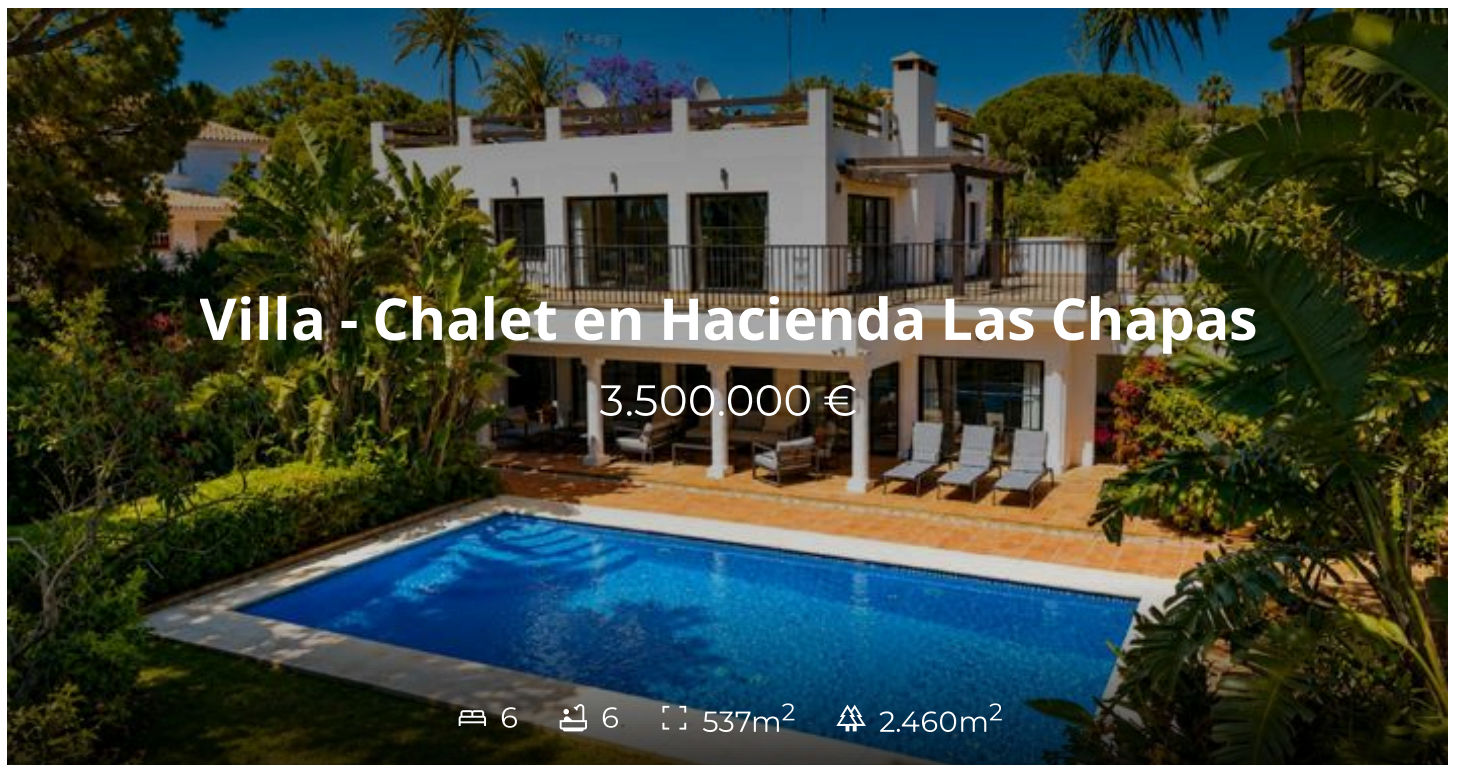 Villa - Chalet en Hacienda Las Chapas
3.500.000 €
6 6 537m² 2.460m²